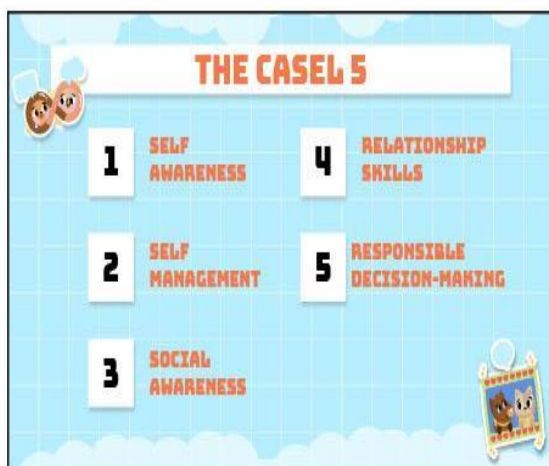 THE CASEL 5
1
SELF
AWARENESS
2
SELF
MANAGEMENT
3
SOCIAL
AWARENESS
4
RELATIONSHIP
SKILLS
5
RESPONSIBLE
DECISION-MAKING